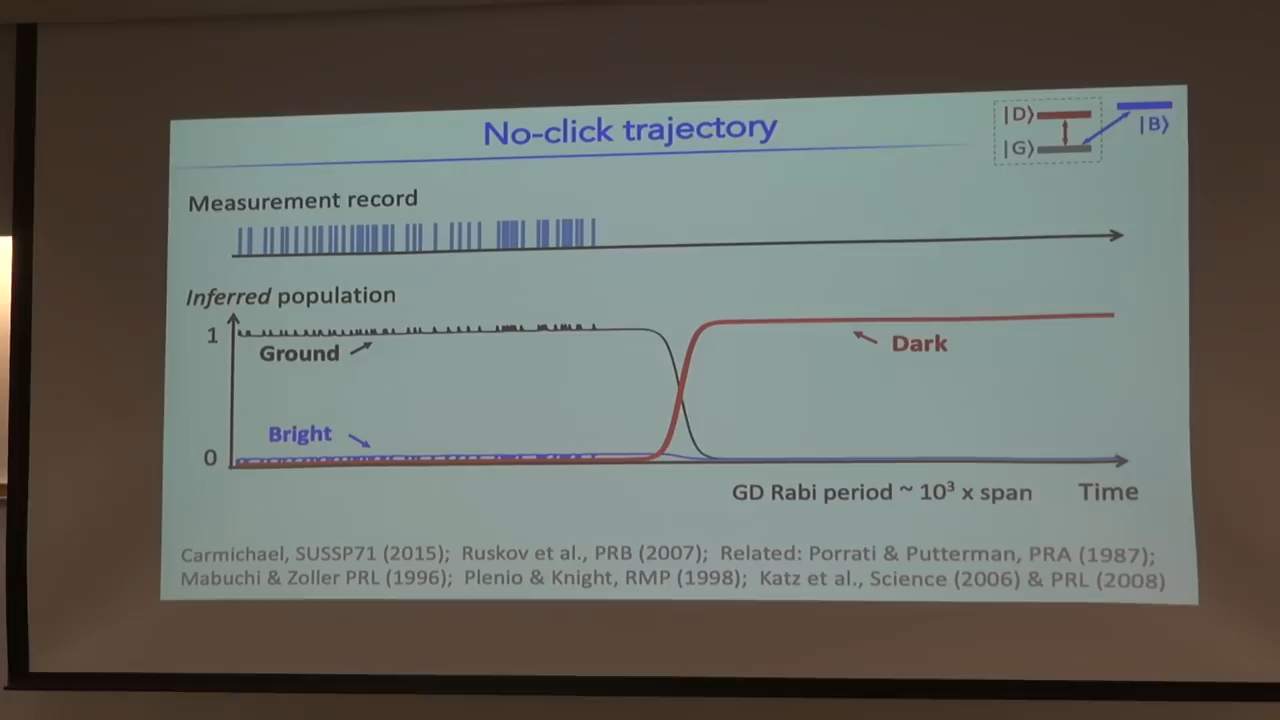 No-click trajectory
|D⟩
|B⟩
|G⟩
Measurement record
Inferred population
1
Ground
Dark
Bright
0
GD Rabi period ~ 10³ x span
Time
Carmichael, SUSSP71 (2015); Ruskov et al., PRB (2007); Related: Porrati & Putterman, PRA (1987);
Mabuchi & Zoller PRL (1996); Plenio & Knight, RMP (1998); Katz et al., Science (2006) & PRL (2008)